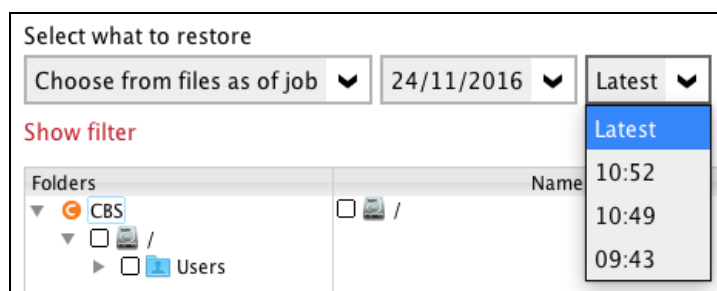 Select what to restore
Choose from files as of job 24/11/2016 Latest
Show filter
Latest
10:52
10:49
09:43
Folders Name
CBS /
/
Users